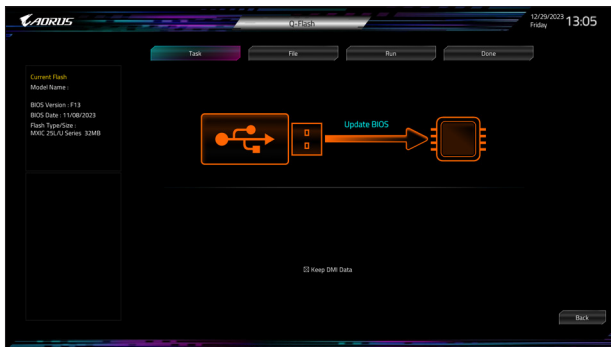 AORUS
Q-Flash
12/29/2023
Friday
13:05
Task
File
Run
Done
Current Flash
Model Name :
BIOS Version : F13
BIOS Date : 11/08/2023
Flash Type/Size :
MXIC 25L/U Series 32MB
Update BIOS
Keep DMI Data
Back